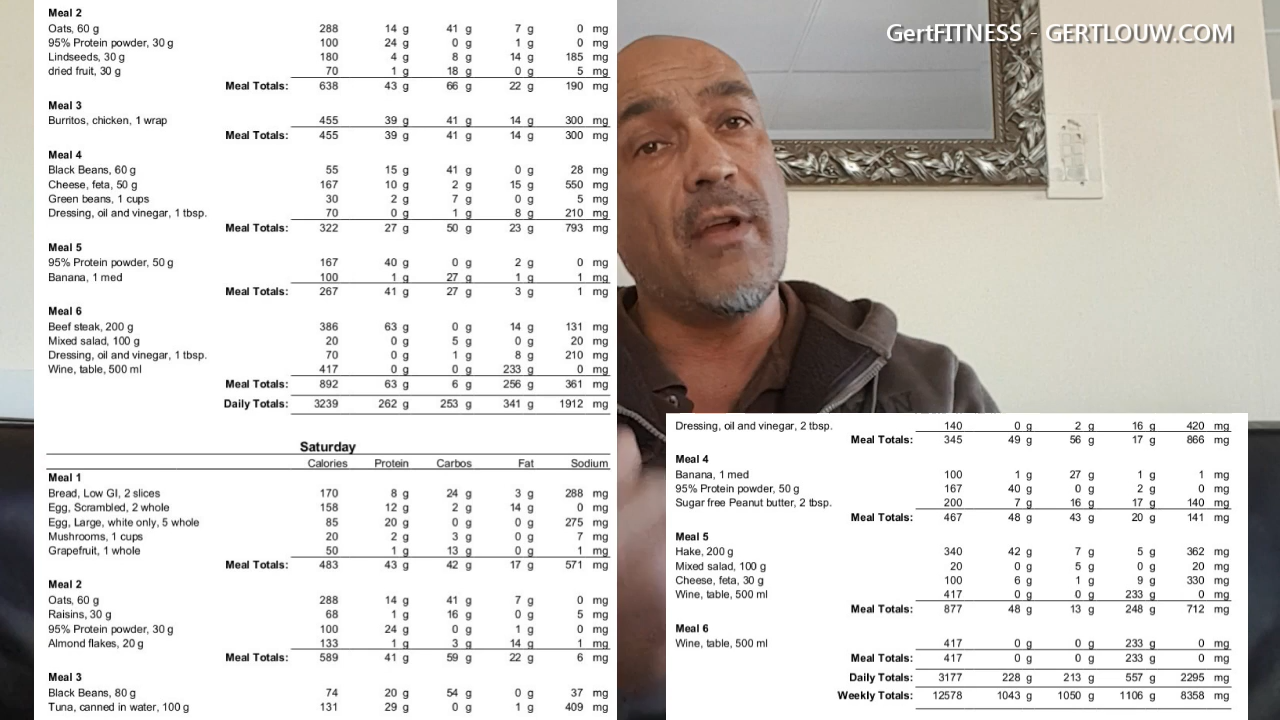 GertFITNESS - GERTLOUW.COM
Meal 2
Oats, 60 g 288 14 g 41 g 7 g 0 mg
95% Protein powder, 30 g 100 24 g 0 g 1 g 0 mg
Lindseeds, 30 g 180 4 g 8 g 14 g 185 mg
dried fruit, 30 g 70 1 g 18 g 0 g 5 mg
Meal Totals: 638 43 g 66 g 22 g 190 mg
Meal 3
Burritos, chicken, 1 wrap 455 39 g 41 g 14 g 300 mg
Meal Totals: 455 39 g 41 g 14 g 300 mg
Meal 4
Black Beans, 60 g 55 15 g 41 g 0 g 28 mg
Cheese, feta, 50 g 167 10 g 2 g 15 g 550 mg
Green beans, 1 cups 30 2 g 7 g 0 g 5 mg
Dressing, oil and vinegar, 1 tbsp. 70 0 g 1 g 8 g 210 mg
Meal Totals: 322 27 g 50 g 23 g 793 mg
Meal 5
95% Protein powder, 50 g 167 40 g 0 g 2 g 0 mg
Banana, 1 med 100 1 g 27 g 1 g 1 mg
Meal Totals: 267 41 g 27 g 3 g 1 mg
Meal 6
Beef steak, 200 g 386 63 g 0 g 14 g 131 mg
Mixed salad, 100 g 20 0 g 5 g 0 g 20 mg
Dressing, oil and vinegar, 1 tbsp. 70 0 g 1 g 8 g 210 mg
Wine, table, 500 ml 417 0 g 0 g 233 g 0 mg
Meal Totals: 892 63 g 6 g 256 g 361 mg
Daily Totals: 3239 262 g 253 g 341 g 1912 mg
Saturday
Calories Protein Carbos Fat Sodium
Meal 1
Bread, Low GI, 2 slices 170 8 g 24 g 3 g 288 mg
Egg, Scrambled, 2 whole 158 12 g 2 g 14 g 0 mg
Egg, Large, white only, 5 whole 85 20 g 0 g 0 g 275 mg
Mushrooms, 1 cups 20 2 g 3 g 0 g 7 mg
Grapefruit, 1 whole 50 1 g 13 g 0 g 1 mg
Meal Totals: 483 43 g 42 g 17 g 571 mg
Meal 2
Oats, 60 g 288 14 g 41 g 7 g 0 mg
Raisins, 30 g 68 1 g 16 g 0 g 5 mg
95% Protein powder, 30 g 100 24 g 0 g 1 g 0 mg
Almond flakes, 20 g 133 1 g 3 g 14 g 1 mg
Meal Totals: 589 41 g 59 g 22 g 6 mg
Meal 3
Black Beans, 80 g 74 20 g 54 g 0 g 37 mg
Tuna, canned in water, 100 g 131 29 g 0 g 1 g 409 mg
Dressing, oil and vinegar, 2 tbsp. 140 0 g 2 g 16 g 420 mg
Meal Totals: 345 49 g 56 g 17 g 866 mg
Meal 4
Banana, 1 med 100 1 g 27 g 1 g 1 mg
95% Protein powder, 50 g 167 40 g 0 g 2 g 0 mg
Sugar free Peanut butter, 2 tbsp. 200 7 g 16 g 17 g 140 mg
Meal Totals: 467 48 g 43 g 20 g 141 mg
Meal 5
Hake, 200 g 340 42 g 7 g 5 g 362 mg
Mixed salad, 100 g 20 0 g 5 g 0 g 20 mg
Cheese, feta, 30 g 100 6 g 1 g 9 g 330 mg
Wine, table, 500 ml 417 0 g 0 g 233 g 0 mg
Meal Totals: 877 48 g 13 g 248 g 712 mg
Meal 6
Wine, table, 500 ml 417 0 g 0 g 233 g 0 mg
Meal Totals: 417 0 g 0 g 233 g 0 mg
Daily Totals: 3177 228 g 213 g 557 g 2295 mg
Weekly Totals: 12578 1043 g 1050 g 1106 g 8358 mg